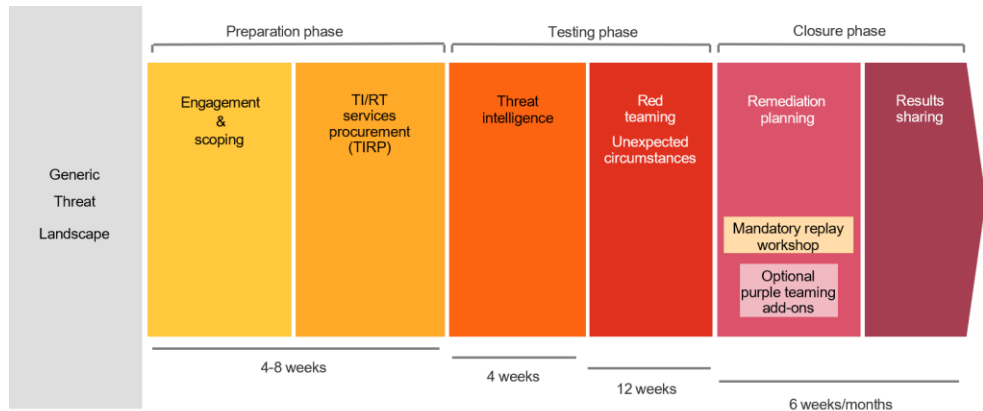 Preparation phase
Testing phase
Closure phase
Generic
Threat
Landscape
Engagement
&
scoping
TI/RT
services
procurement
(TIRP)
Threat
intelligence
Red
teaming
Unexpected
circumstances
Remediation
planning
Mandatory replay
workshop
Optional
purple teaming
add-ons
Results
sharing
4-8 weeks
4 weeks
12 weeks
6 weeks/months